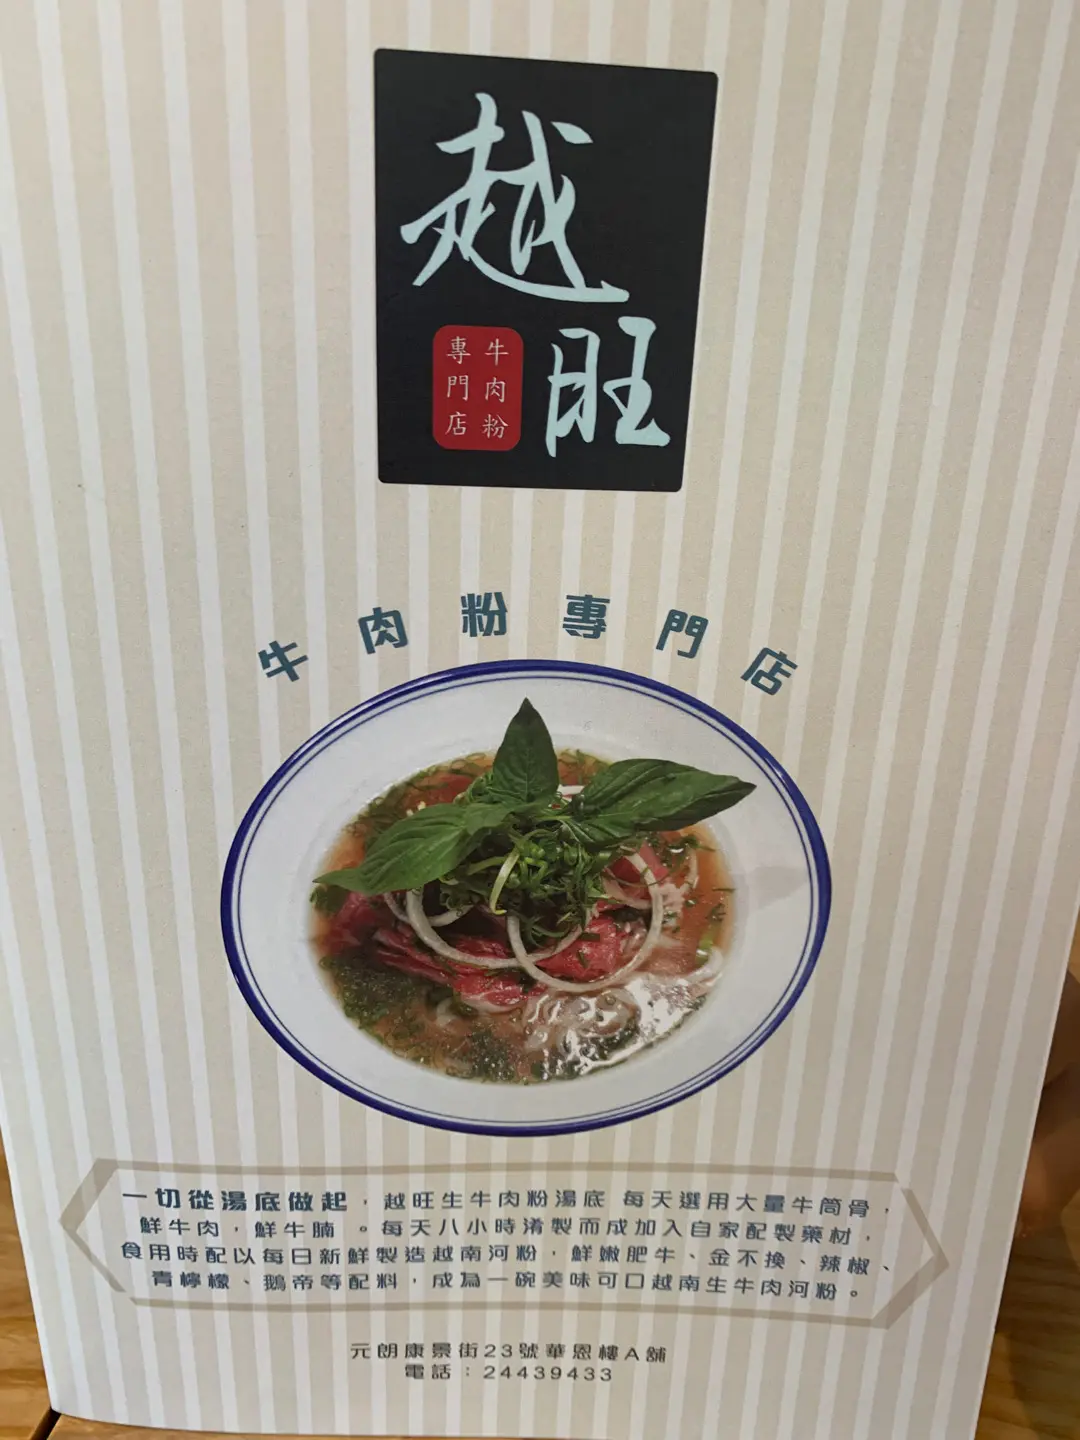 越旺
牛肉粉
專門店
牛肉粉專門店
一切從湯底做起，越旺生牛肉粉湯底 每天選用大量牛筒骨，
鮮牛肉，鮮牛腩 。每天八小時淆製而成加入自家配製藥材，
食用時配以每日新鮮製造越南河粉，鮮嫩肥牛、金不換、辣椒、
青檸檬、鵝帝等配料，成為一碗美味可口越南生牛肉河粉。
元朗康景街23號華恩樓A舖
電話：24439433